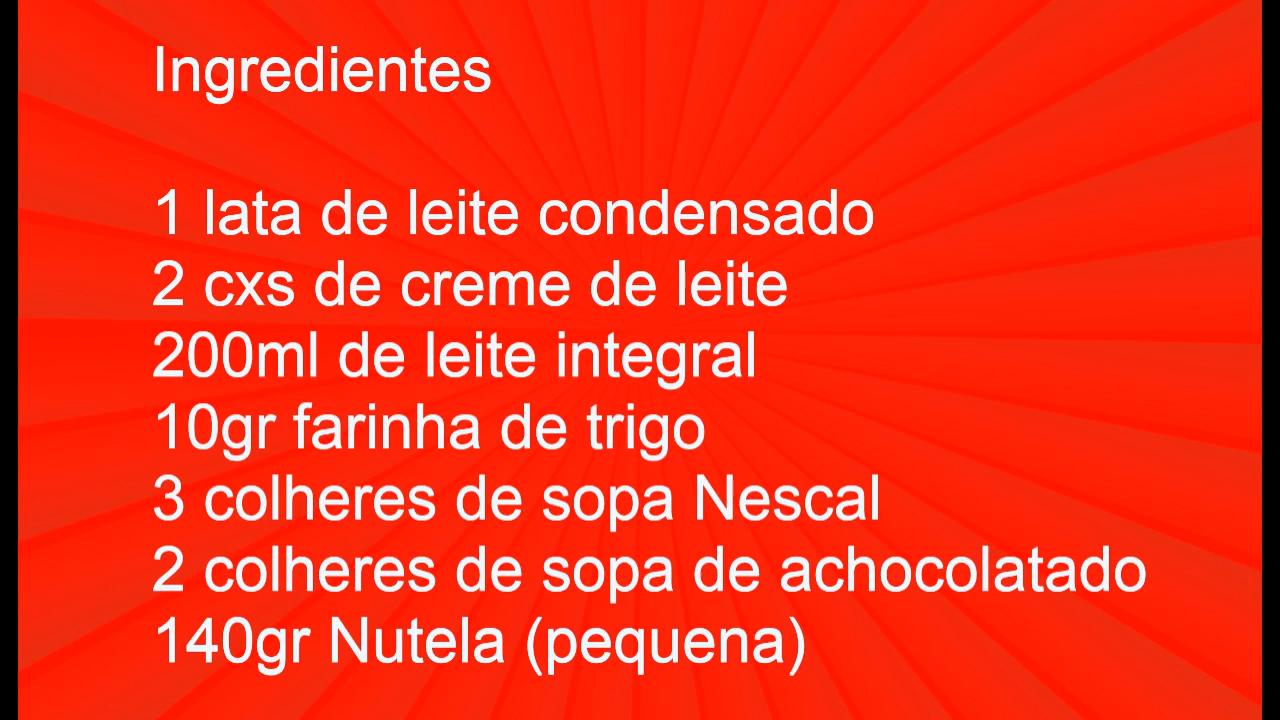 Ingredientes
1 lata de leite condensado
2 cxs de creme de leite
200ml de leite integral
10gr farinha de trigo
3 colheres de sopa Nescal
2 colheres de sopa de achocolatado
140gr Nutela (pequena)